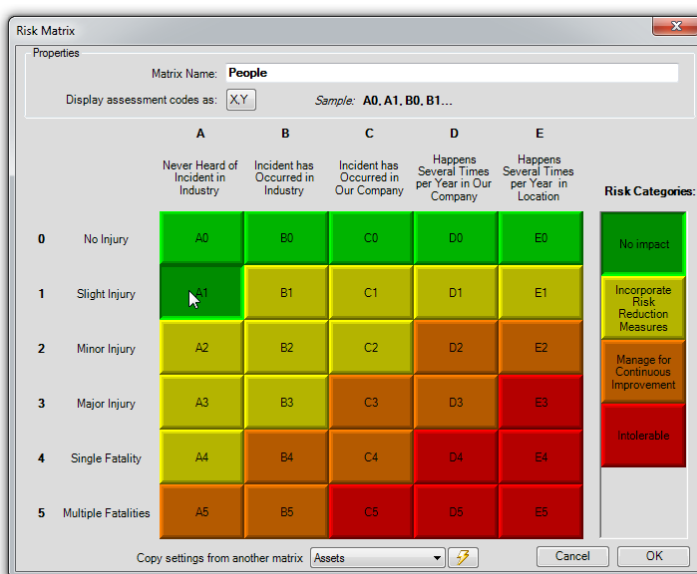 Risk Matrix
Properties
Matrix Name: People
Display assessment codes as: X,Y Sample: A0, A1, B0, B1...
A B C D E
Never Heard of Incident in Industry
Incident has Occurred in Industry
Incident has Occurred in Our Company
Happens Several Times per Year in Our Company
Happens Several Times per Year in Location
Risk Categories:
0 No Injury A0 B0 C0 D0 E0
1 Slight Injury A1 B1 C1 D1 E1
2 Minor Injury A2 B2 C2 D2 E2
3 Major Injury A3 B3 C3 D3 E3
4 Single Fatality A4 B4 C4 D4 E4
5 Multiple Fatalities A5 B5 C5 D5 E5
No impact
Incorporate
Risk
Reduction
Measures
Manage for
Continuous
Improvement
Intolerable
Copy settings from another matrix Assets
Cancel OK